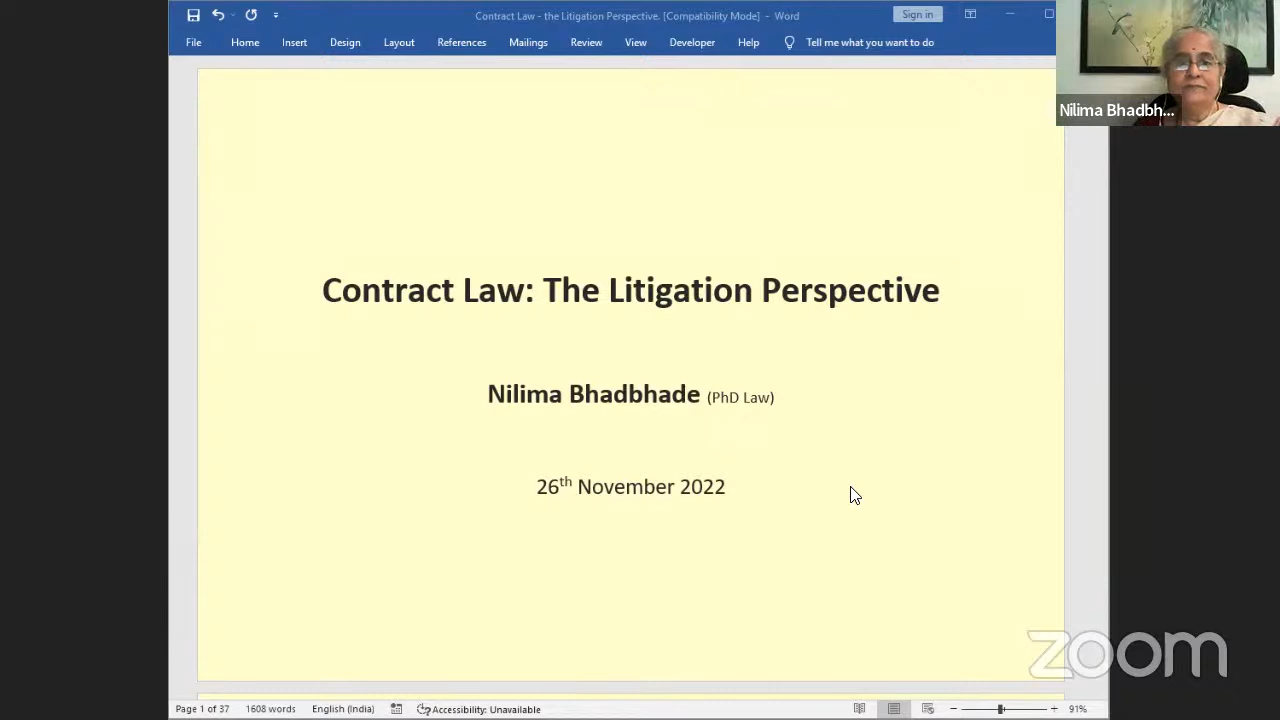 Contract Law - the Litigation Perspective. [Compatibility Mode] - Word
Sign in
File Home Insert Design Layout References Mailings Review View Developer Help Tell me what you want to do
Nilima Bhadbh...
Contract Law: The Litigation Perspective
Nilima Bhadbhade (PhD Law)
26th November 2022
zoom
Page 1 of 37 1608 words English (India) Accessibility: Unavailable 91%